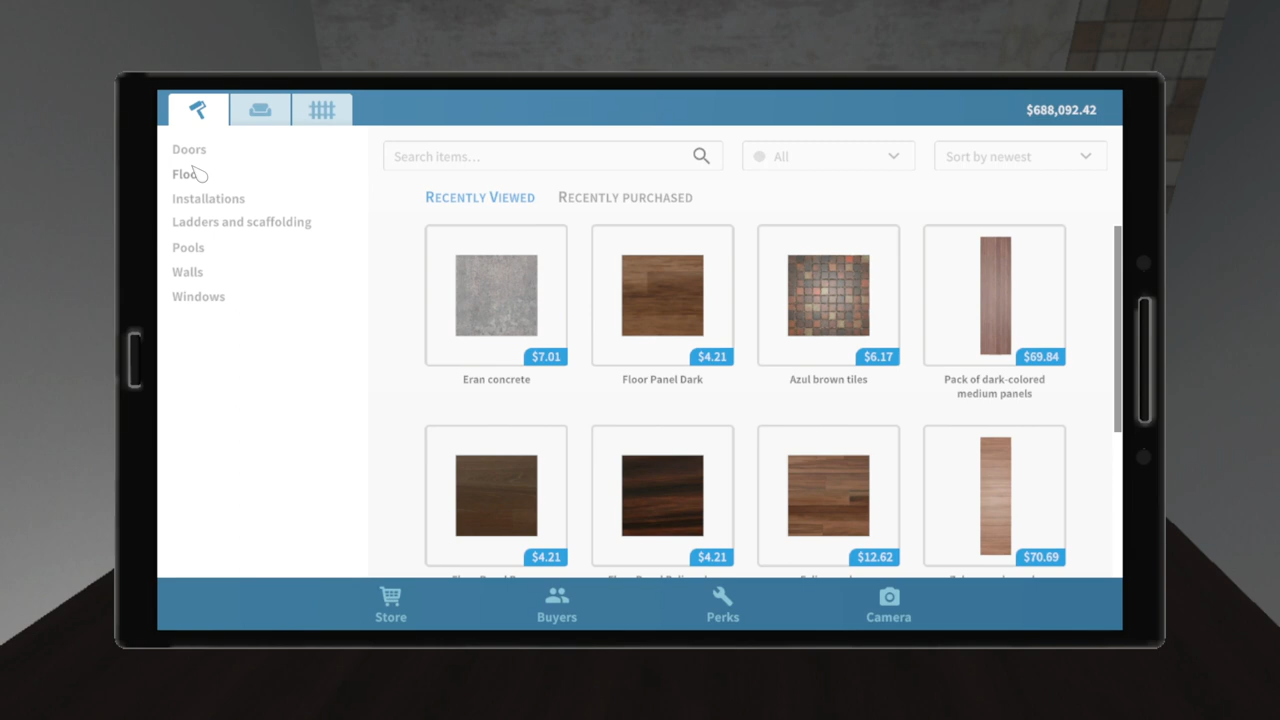 $688,092.42
Doors
Installations
Ladders and scaffolding
Pools
Walls
Windows
Search items...
All
Sort by newest
RECENTLY VIEWED
RECENTLY PURCHASED
$7.01
$4.21
$6.17
$69.84
Eran concrete
Floor Panel Dark
Azul brown tiles
Pack of dark-colored
medium panels
$4.21
$4.21
$12.62
$70.69
Store
Buyers
Perks
Camera